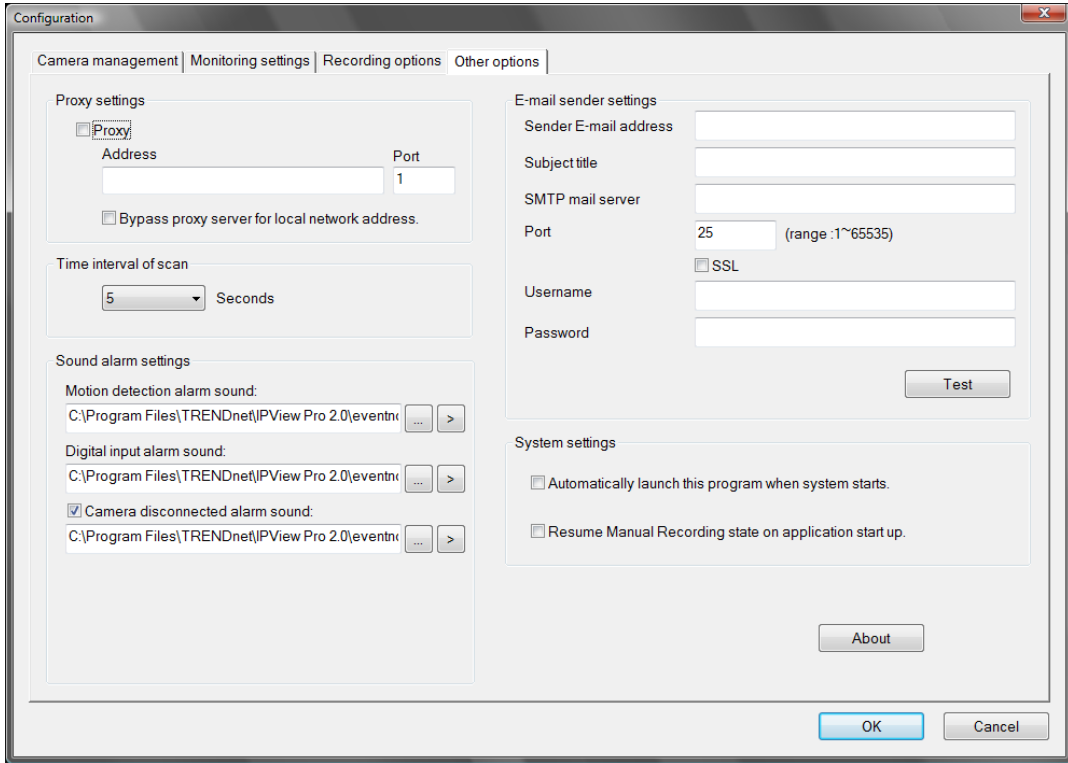 Configuration
Camera management
Monitoring settings
Recording options
Other options
Proxy settings
Proxy
Address
Port
1
Bypass proxy server for local network address.
Time interval of scan
5
Seconds
Sound alarm settings
Motion detection alarm sound:
C:\Program Files\TRENDnet\IPView Pro 2.0\eventno
...
>
Digital input alarm sound:
C:\Program Files\TRENDnet\IPView Pro 2.0\eventno
...
>
Camera disconnected alarm sound:
C:\Program Files\TRENDnet\IPView Pro 2.0\eventno
...
>
E-mail sender settings
Sender E-mail address
Subject title
SMTP mail server
Port
25
(range :1~65535)
SSL
Username
Password
Test
System settings
Automatically launch this program when system starts.
Resume Manual Recording state on application start up.
About
OK
Cancel